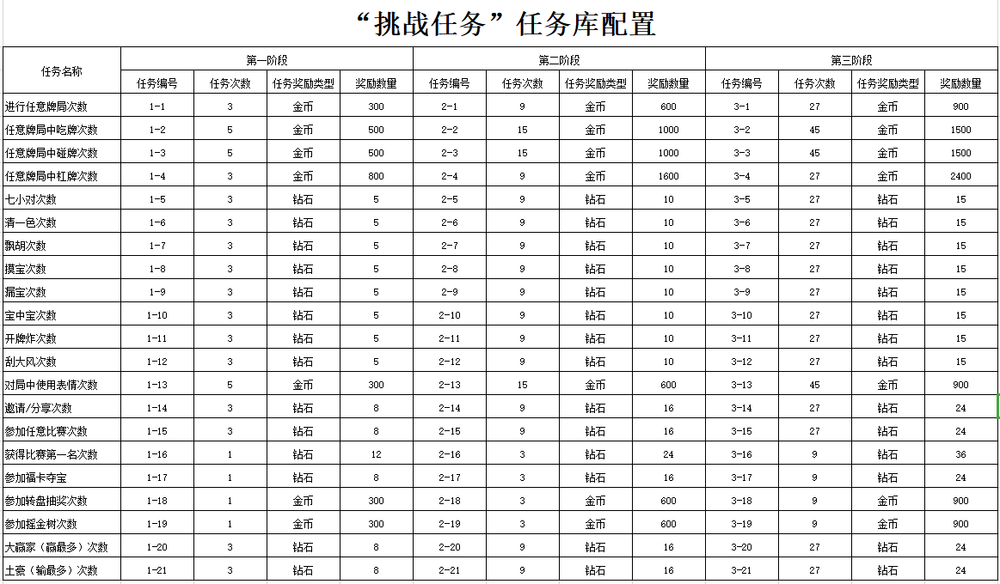 “挑战任务”任务库配置
任务名称 第一阶段 第二阶段 第三阶段
任务编号 任务次数 任务奖励类型 奖励数量 任务编号 任务次数 任务奖励类型 奖励数量 任务编号 任务次数 任务奖励类型 奖励数量
进行任意牌局次数 1-1 3 金币 300 2-1 9 金币 600 3-1 27 金币 900
任意牌局中吃牌次数 1-2 5 金币 500 2-2 15 金币 1000 3-2 45 金币 1500
任意牌局中碰牌次数 1-3 5 金币 500 2-3 15 金币 1000 3-3 45 金币 1500
任意牌局中杠牌次数 1-4 3 金币 800 2-4 9 金币 1600 3-4 27 金币 2400
七小对次数 1-5 3 钻石 5 2-5 9 钻石 10 3-5 27 钻石 15
清一色次数 1-6 3 钻石 5 2-6 9 钻石 10 3-6 27 钻石 15
飘胡次数 1-7 3 钻石 5 2-7 9 钻石 10 3-7 27 钻石 15
摸宝次数 1-8 3 钻石 5 2-8 9 钻石 10 3-8 27 钻石 15
漏宝次数 1-9 3 钻石 5 2-9 9 钻石 10 3-9 27 钻石 15
宝中宝次数 1-10 3 钻石 5 2-10 9 钻石 10 3-10 27 钻石 15
开牌炸次数 1-11 3 钻石 5 2-11 9 钻石 10 3-11 27 钻石 15
刮大风次数 1-12 3 钻石 5 2-12 9 钻石 10 3-12 27 钻石 15
对局中使用表情次数 1-13 5 金币 300 2-13 15 金币 600 3-13 45 金币 900
邀请/分享次数 1-14 3 钻石 8 2-14 9 钻石 16 3-14 27 钻石 24
参加任意比赛次数 1-15 3 钻石 8 2-15 9 钻石 16 3-15 27 钻石 24
获得比赛第一名次数 1-16 1 钻石 12 2-16 3 钻石 24 3-16 9 钻石 36
参加福卡夺宝 1-17 1 钻石 8 2-17 3 钻石 16 3-17 9 钻石 24
参加转盘抽奖次数 1-18 1 金币 300 2-18 3 金币 600 3-18 9 金币 900
参加摇金树次数 1-19 1 金币 300 2-19 3 金币 600 3-19 9 金币 900
大赢家（赢最多）次数 1-20 3 钻石 8 2-20 9 钻石 16 3-20 27 钻石 24
土豪（输最多）次数 1-21 3 钻石 8 2-21 9 钻石 16 3-21 27 钻石 24